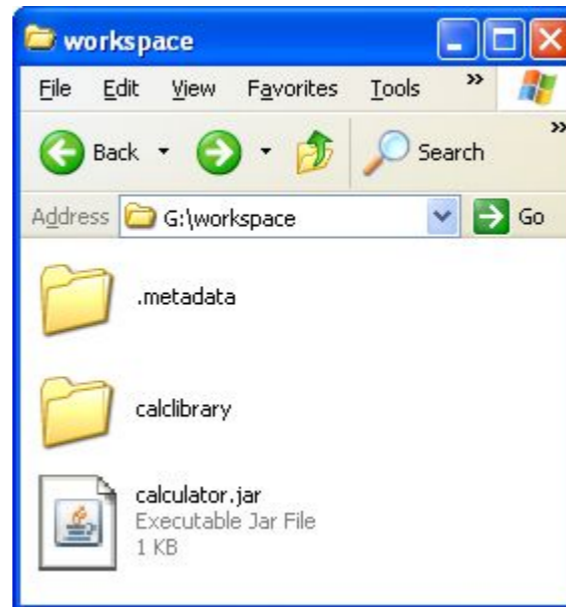 workspace
File Edit View Favorites Tools »
Back Search »
Address G:\workspace Go
.metadata
calclibrary
calculator.jar
Executable Jar File
1 KB